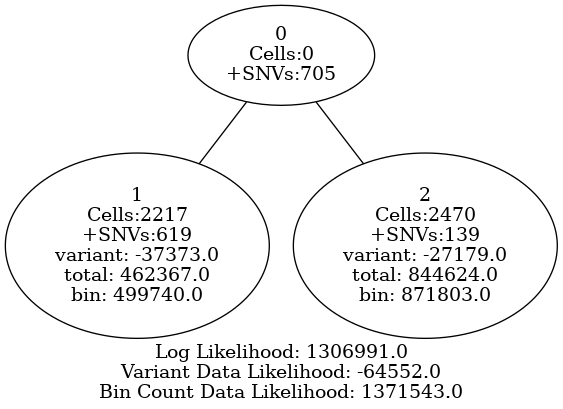 0
Cells:0
+SNVs:705
1
Cells:2217
+SNVs:619
variant: -37373.0
total: 462367.0
bin: 499740.0
2
Cells:2470
+SNVs:139
variant: -27179.0
total: 844624.0
bin: 871803.0
Log Likelihood: 1306991.0
Variant Data Likelihood: -64552.0
Bin Count Data Likelihood: 1371543.0